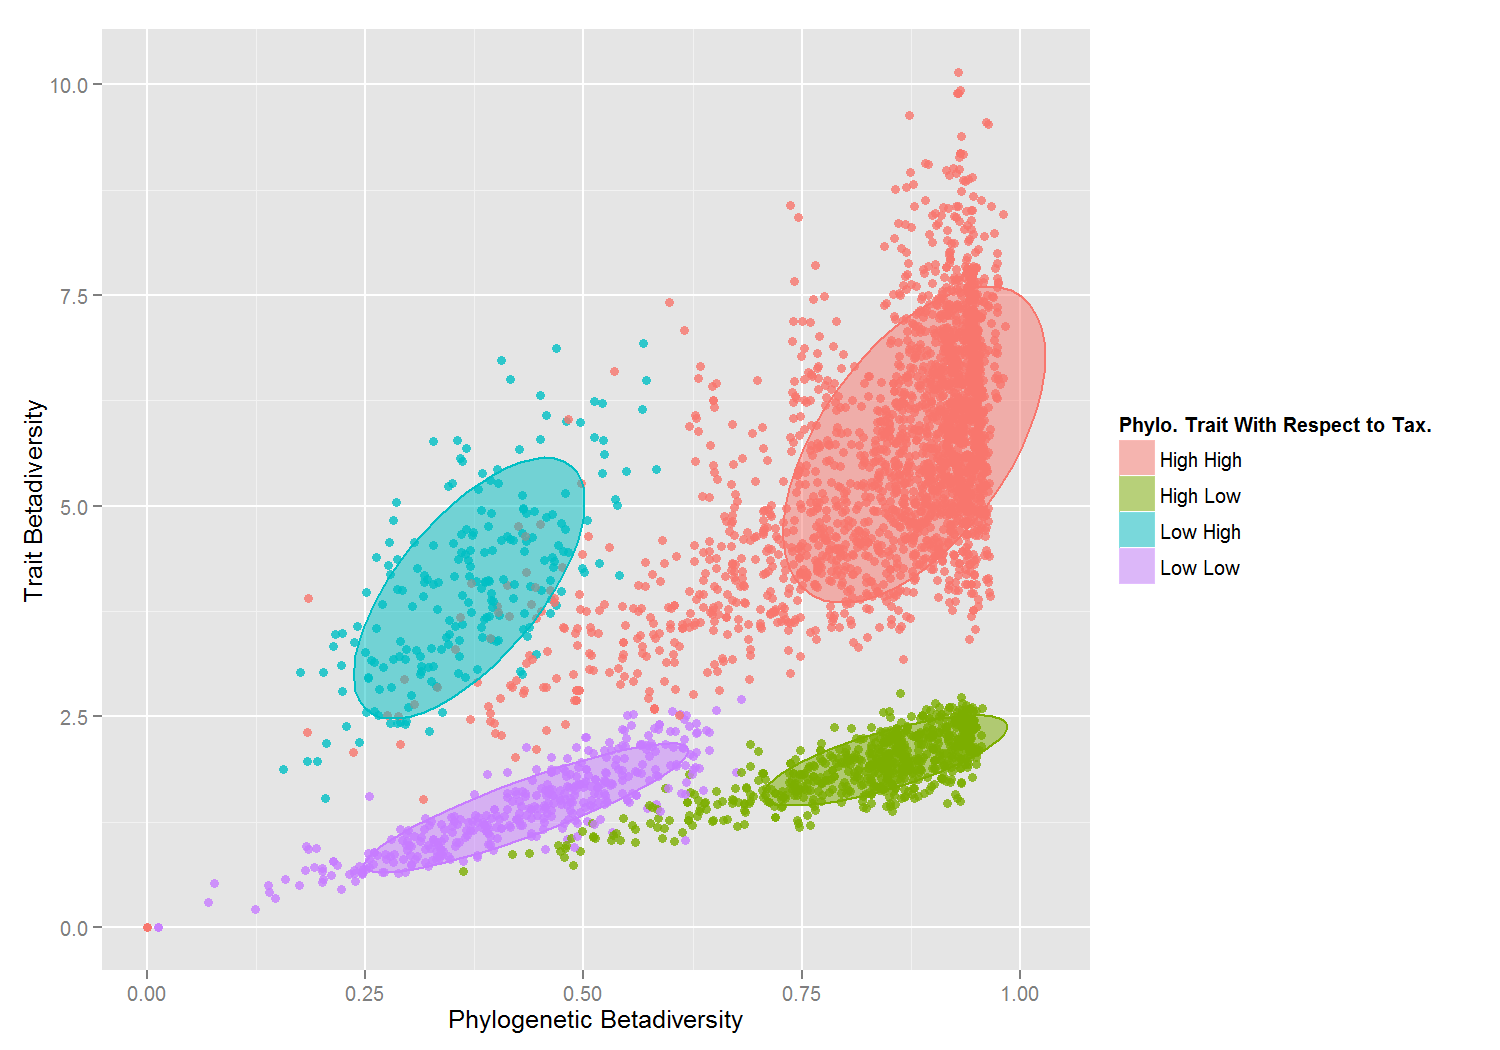 10.0
7.5
5.0
2.5
0.0
Trait Betadiversity
0.00 0.25 0.50 0.75 1.00
Phylogenetic Betadiversity
Phylo. Trait With Respect to Tax.
High High
High Low
Low High
Low Low